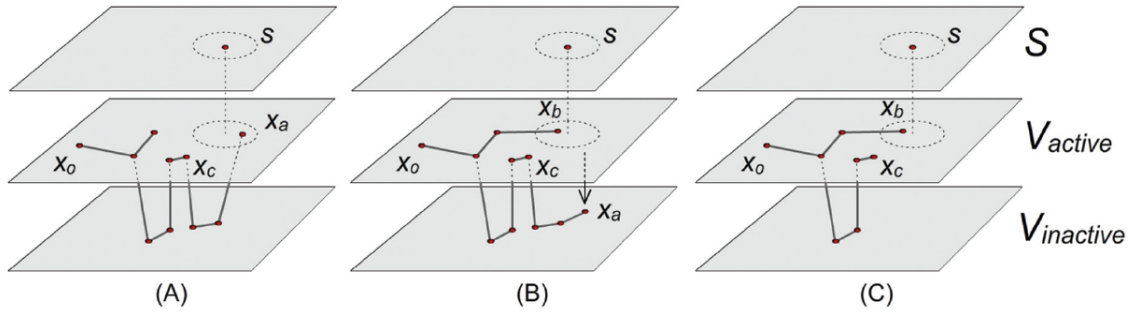 s s s S
x_a x_b x_b V_active
x_o x_c x_o x_c x_o x_c
x_a V_inactive
(A) (B) (C)